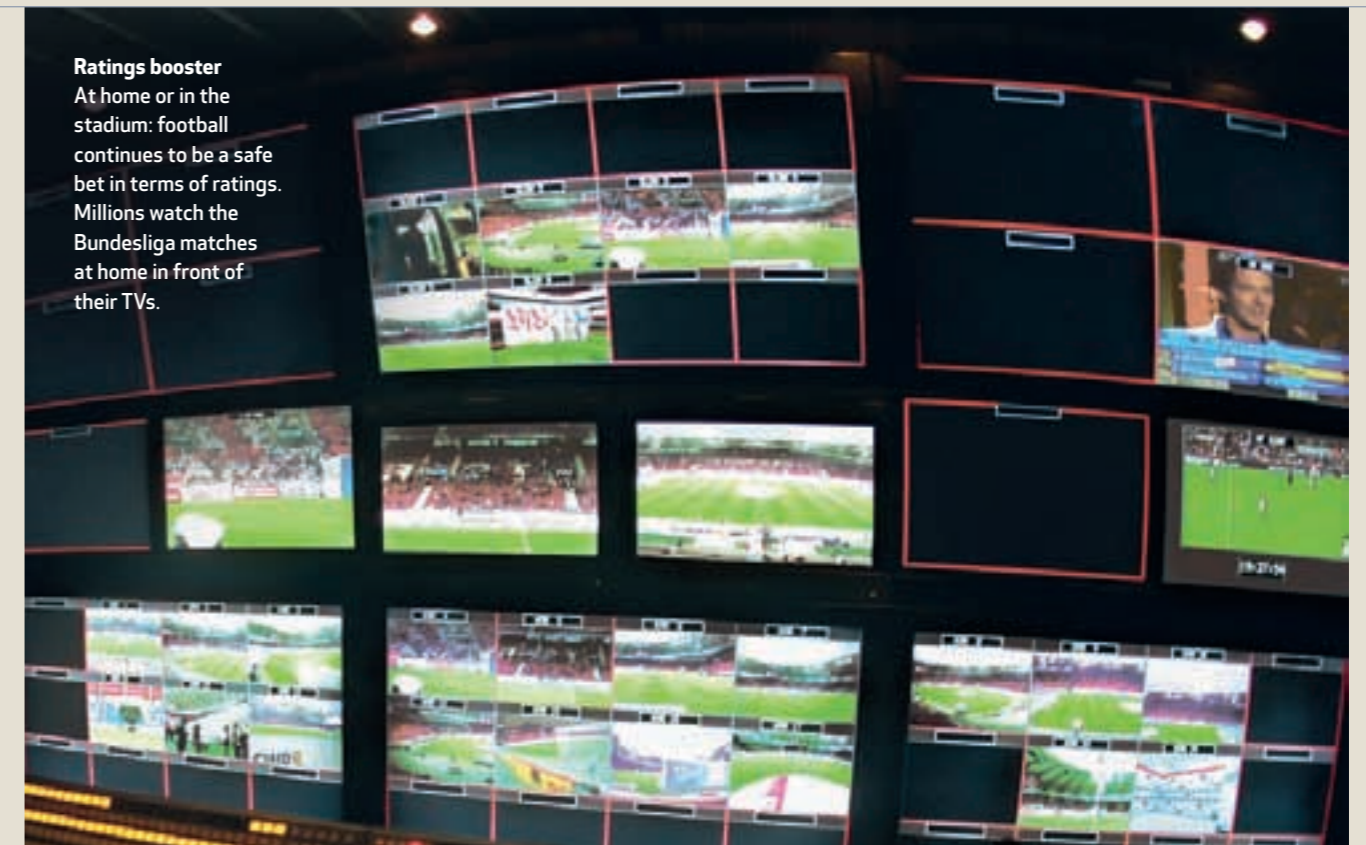 Ratings booster
At home or in the
stadium: football
continues to be a safe
bet in terms of ratings.
Millions watch the
Bundesliga matches
at home in front of
their TVs.